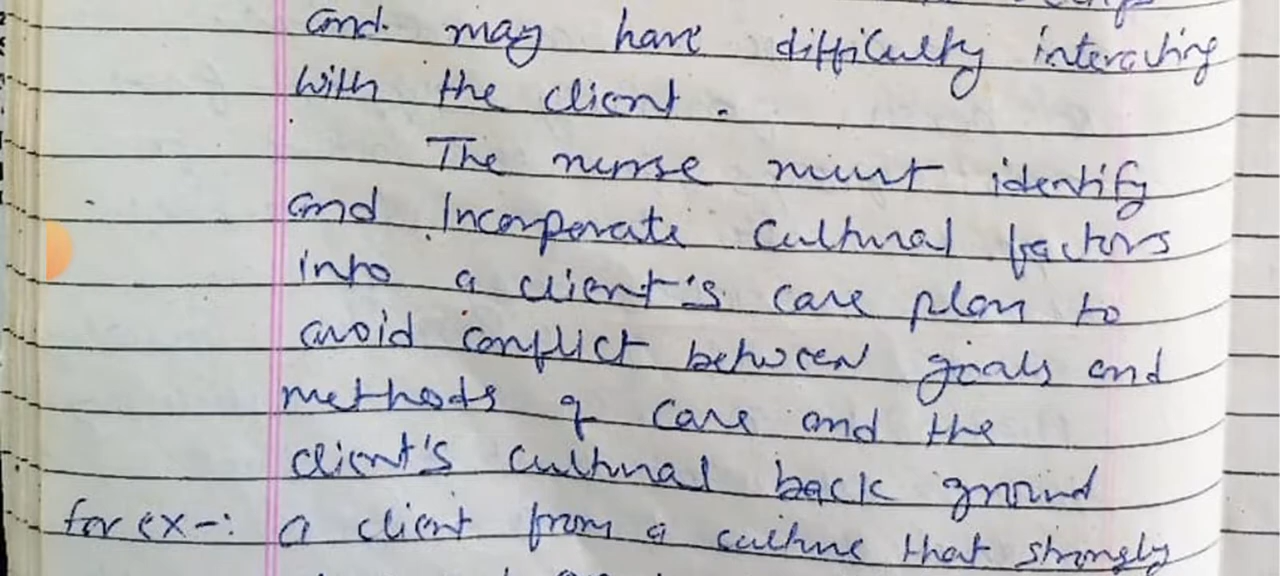 and may have difficulty interacting
with the client.
The nurse must identify
and Incorporate cultural factors
into a client's care plan to
avoid conflict between goals and
methods of care and the
client's cultural back ground
for ex-: a client from a culture that strongly